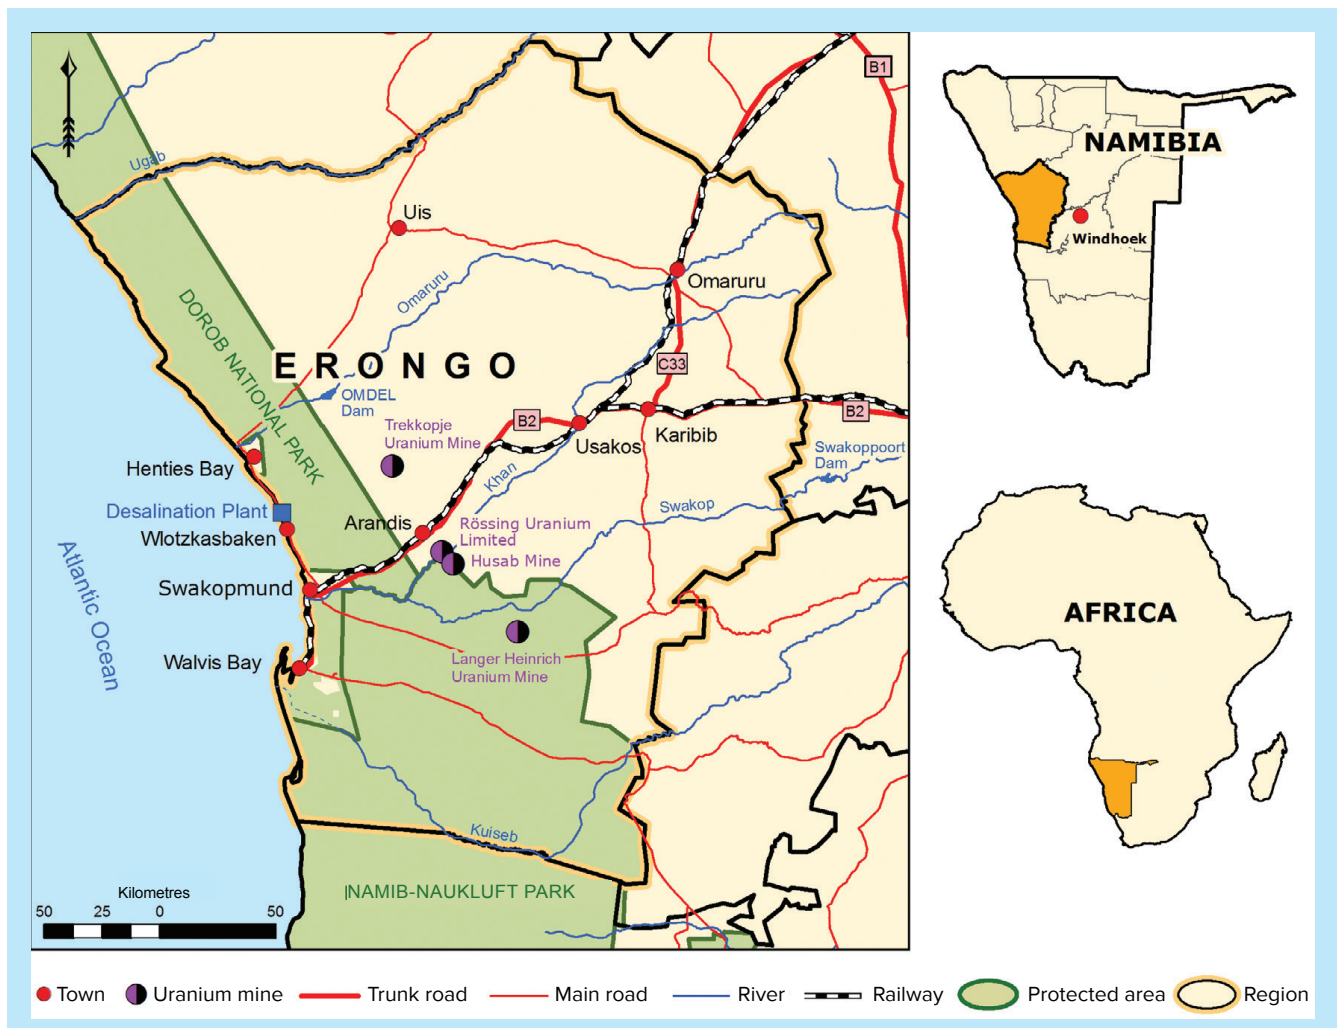 B1
Ugab
Uis
Omaruru
Omaruru
DOROB NATIONAL PARK
ERONGO
C33
OMDEL
Dam
B2
B2
Trekkopje
Uranium Mine
Usakos
Karibib
Henties Bay
Khan
Swakoppoort
Dam
Desalination Plant
Wlotzkasbaken
Arandis
Rössing Uranium
Limited
Husab Mine
Swakop
Atlantic Ocean
Swakopmund
Walvis Bay
Langer Heinrich
Uranium Mine
Kuiseb
NAMIB-NAUKLUFT PARK
Kilometres
50 25 0 50
NAMIBIA
Windhoek
AFRICA
Town Uranium mine Trunk road Main road River Railway Protected area Region